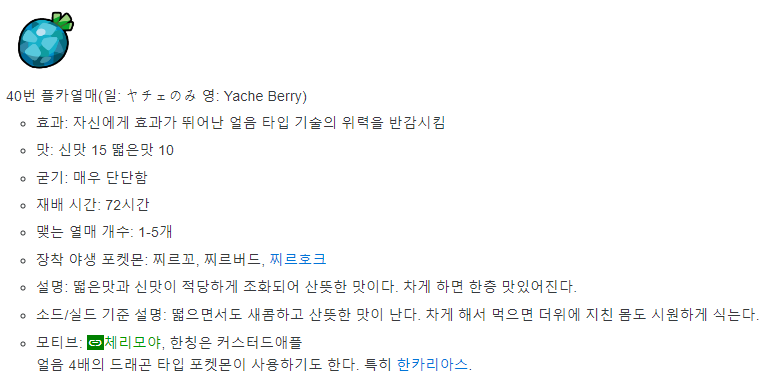 40번 플카열매(일: ヤチェのみ 영: Yache Berry)
효과: 자신에게 효과가 뛰어난 얼음 타입 기술의 위력을 반감시킴
맛: 신맛 15 떫은맛 10
굳기: 매우 단단함
재배 시간: 72시간
맺는 열매 개수: 1-5개
장착 야생 포켓몬: 찌르꼬, 찌르버드, 찌르호크
설명: 떫은맛과 신맛이 적당하게 조화되어 산뜻한 맛이다. 차게 하면 한층 맛있어진다.
소드/실드 기준 설명: 떫으면서도 새콤하고 산뜻한 맛이 난다. 차게 해서 먹으면 더위에 지친 몸도 시원하게 식는다.
모티브: 체리모야, 한칭은 커스터드애플
얼음 4배의 드래곤 타입 포켓몬이 사용하기도 한다. 특히 한카리아스.